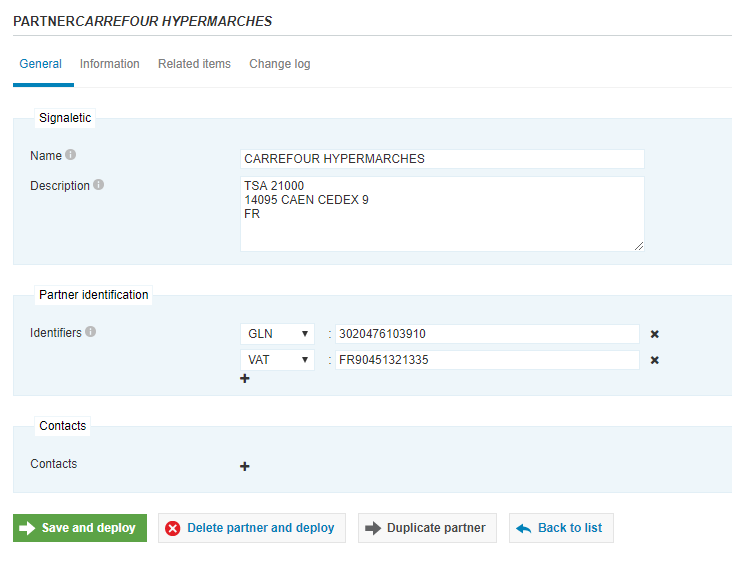 PARTNERCARREFOUR HYPERMARCHES
General Information Related items Change log
Signaletic
Name CARREFOUR HYPERMARCHES
Description TSA 21000
14095 CAEN CEDEX 9
FR
Partner identification
Identifiers GLN : 3020476103910
VAT : FR90451321335
Contacts
Contacts
Save and deploy Delete partner and deploy Duplicate partner Back to list